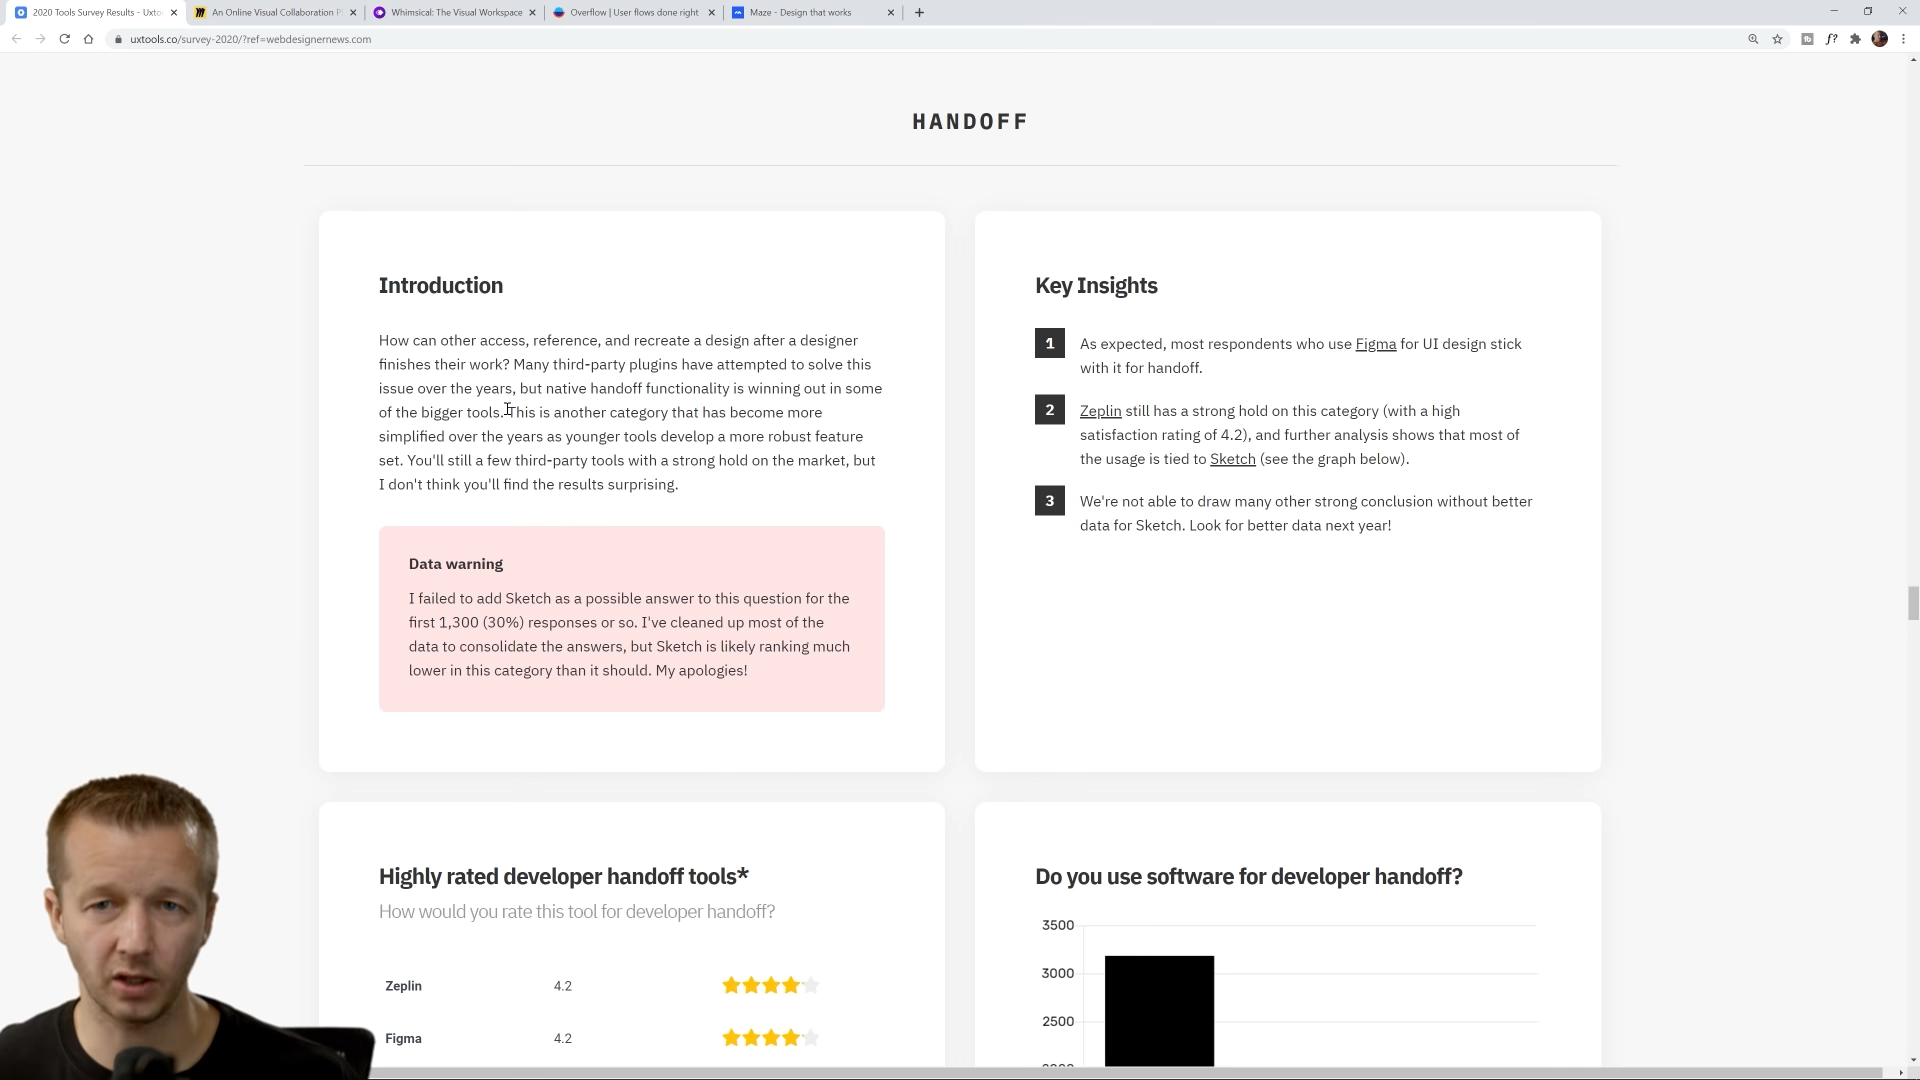 2020 Tools Survey Results - Uxto
An Online Visual Collaboration P
Whimsical: The Visual Workspace
Overflow | User flows done right
Maze - Design that works
uxtools.co/survey-2020/?ref=webdesignernews.com
f?
HANDOFF
Introduction
How can other access, reference, and recreate a design after a designer
finishes their work? Many third-party plugins have attempted to solve this
issue over the years, but native handoff functionality is winning out in some
of the bigger tools. This is another category that has become more
simplified over the years as younger tools develop a more robust feature
set. You'll still a few third-party tools with a strong hold on the market, but
I don't think you'll find the results surprising.
Data warning
I failed to add Sketch as a possible answer to this question for the
first 1,300 (30%) responses or so. I've cleaned up most of the
data to consolidate the answers, but Sketch is likely ranking much
lower in this category than it should. My apologies!
Key Insights
1
As expected, most respondents who use Figma for UI design stick
with it for handoff.
2
Zeplin still has a strong hold on this category (with a high
satisfaction rating of 4.2), and further analysis shows that most of
the usage is tied to Sketch (see the graph below).
3
We're not able to draw many other strong conclusion without better
data for Sketch. Look for better data next year!
Highly rated developer handoff tools*
How would you rate this tool for developer handoff?
Zeplin 4.2
Figma 4.2
Do you use software for developer handoff?
3500
3000
2500